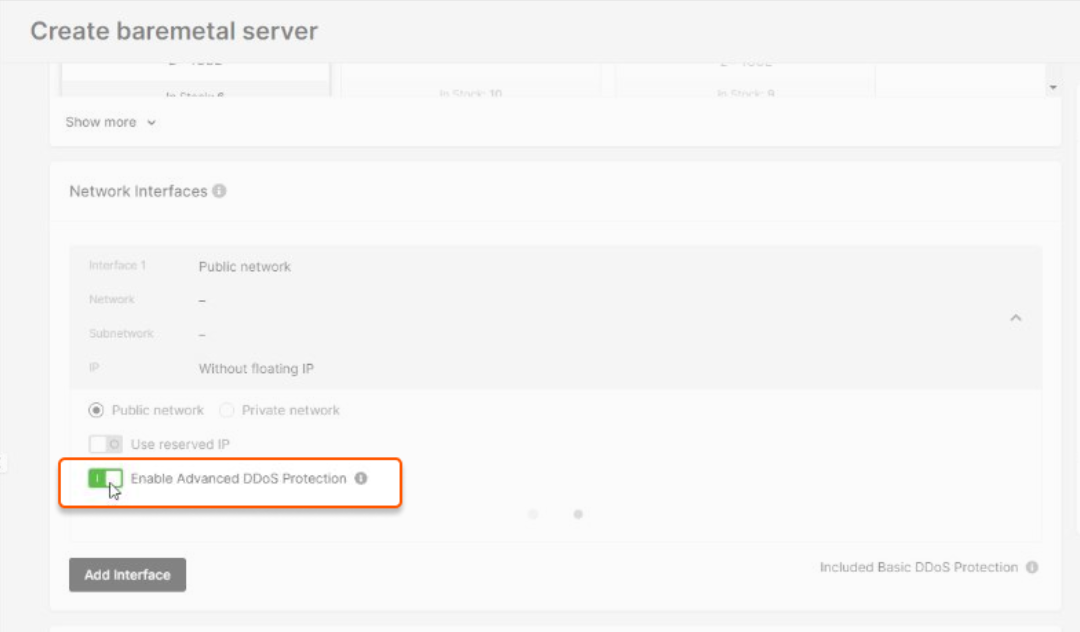 Create baremetal server
In Stock: 6
In Stock: 10
In Stock: 9
Show more
Network Interfaces
Interface 1 Public network
Network –
Subnetwork –
IP Without floating IP
Public network Private network
Use reserved IP
Enable Advanced DDoS Protection
Included Basic DDoS Protection
Add Interface